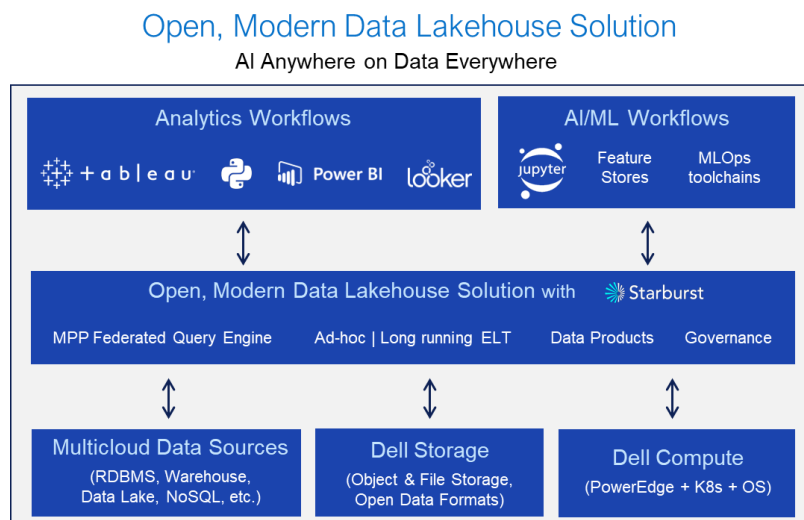 Open, Modern Data Lakehouse Solution
AI Anywhere on Data Everywhere
Analytics Workflows
+ a b l e a u
Power BI
looker
AI/ML Workflows
jupyter
Feature
Stores
MLOps
toolchains
Open, Modern Data Lakehouse Solution with Starburst
MPP Federated Query Engine
Ad-hoc | Long running ELT
Data Products
Governance
Multicloud Data Sources
(RDBMS, Warehouse,
Data Lake, NoSQL, etc.)
Dell Storage
(Object & File Storage,
Open Data Formats)
Dell Compute
(PowerEdge + K8s + OS)